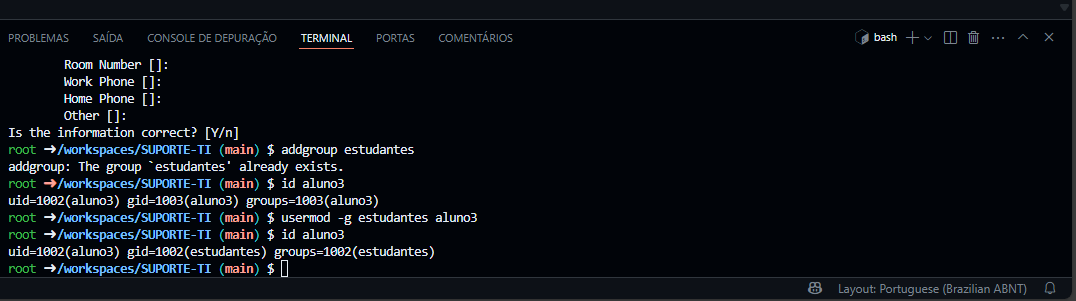 PROBLEMAS SAÍDA CONSOLE DE DEPURAÇÃO TERMINAL PORTAS COMENTÁRIOS bash
Room Number []:
Work Phone []:
Home Phone []:
Other []:
Is the information correct? [Y/n]
root ➜/workspaces/SUPORTE-TI (main) $ addgroup estudantes
addgroup: The group `estudantes' already exists.
root ➜/workspaces/SUPORTE-TI (main) $ id aluno3
uid=1002(aluno3) gid=1003(aluno3) groups=1003(aluno3)
root ➜/workspaces/SUPORTE-TI (main) $ usermod -g estudantes aluno3
root ➜/workspaces/SUPORTE-TI (main) $ id aluno3
uid=1002(aluno3) gid=1002(estudantes) groups=1002(estudantes)
root ➜/workspaces/SUPORTE-TI (main) $
Layout: Portuguese (Brazilian ABNT)